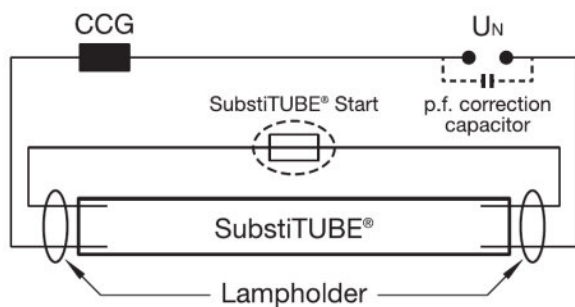 CCG
UN
SubstiTUBE® Start
p.f. correction
capacitor
SubstiTUBE®
Lampholder